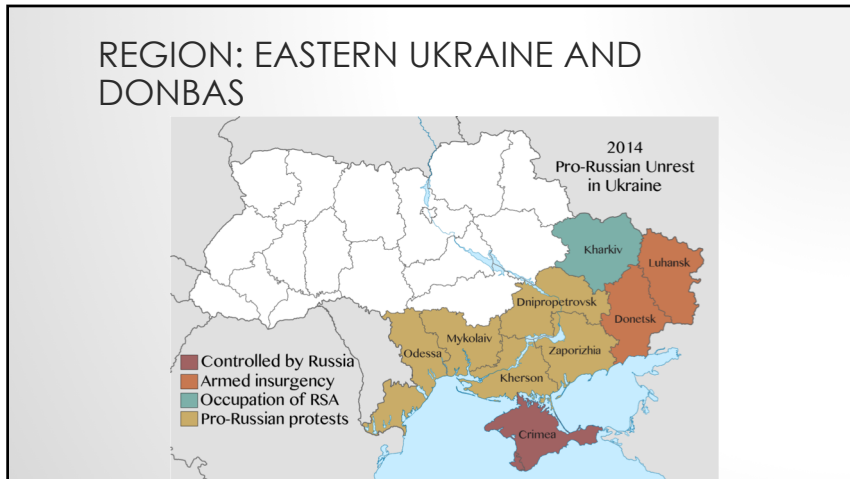 REGION: EASTERN UKRAINE AND
DONBAS
2014
Pro-Russian Unrest
in Ukraine
Kharkiv
Luhansk
Dnipropetrovsk
Donetsk
Mykolaiv
Zaporizhia
Odessa
Kherson
Crimea
Controlled by Russia
Armed insurgency
Occupation of RSA
Pro-Russian protests